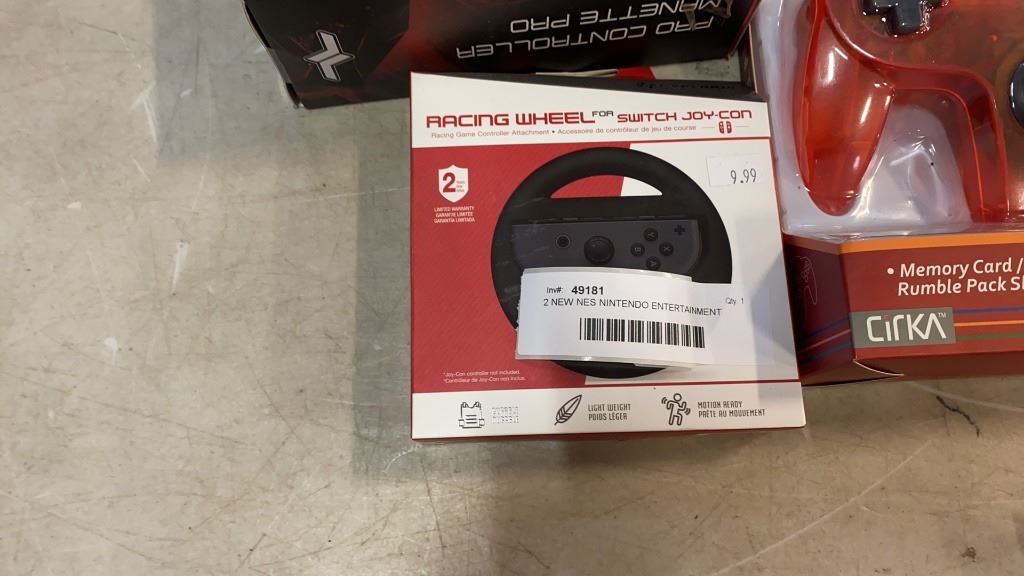 PRO CONTROLLER
MANETTE PRO
RACING WHEEL FOR SWITCH JOY-CON
Racing Game Controller Attachment • Accessoire de contrôleur de jeu de course
2
LIMITED WARRANTY
GARANTIE LIMITÉE
GARANTÍA LIMITADA
9.99
Inv#: 49181
2 NEW NES NINTENDO ENTERTAINMENT
Qty: 1
*Joy-Con controller not included.
*Contrôleur de Joy-Con non inclus.
LIGHT WEIGHT
POIDS LÉGER
MOTION READY
PRÊTE AU MOUVEMENT
• Memory Card /
Rumble Pack
CirKA™